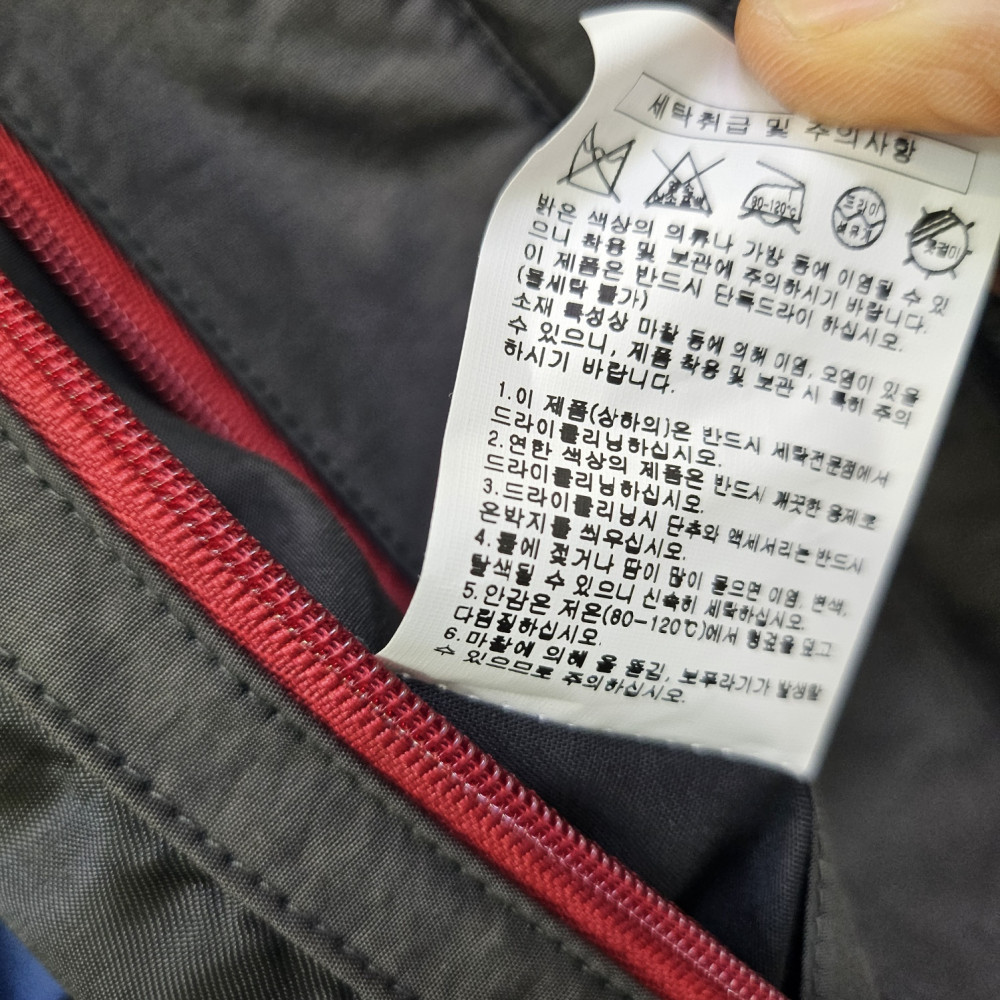 세탁취급 및 주의사항
염소 산소표백
80-120℃
드라이
석유계
옷걸이
밝은 색상의 의류나 가방 등에 이염될 수 있
으니 착용 및 보관에 주의하시기 바랍니다.
이 제품은 반드시 단독드라이 하십시오.
(물세탁 불가)
소재 특성상 마찰 등에 의해 이염, 오염이 있을
수 있으니, 제품 착용 및 보관 시 특히 주의
하시기 바랍니다.
1.이 제품(상하의)은 반드시 세탁전문점에서
드라이클리닝하십시오.
2.연한 색상의 제품은 반드시 깨끗한 용제로
드라이클리닝하십시오.
3.드라이클리닝시 단추와 액세서리는 반드시
은박지를 씌우십시오.
4.물에 젖거나 땀이 많이 묻으면 이염, 변색,
탈색될 수 있으니 신속히 세탁하십시오.
5.안감은 저온(80-120℃)에서 헝겊을 덮고
다림질하십시오.
6.마찰에 의해 올 뜯김, 보푸라기가 발생할
수 있으므로 주의하십시오.